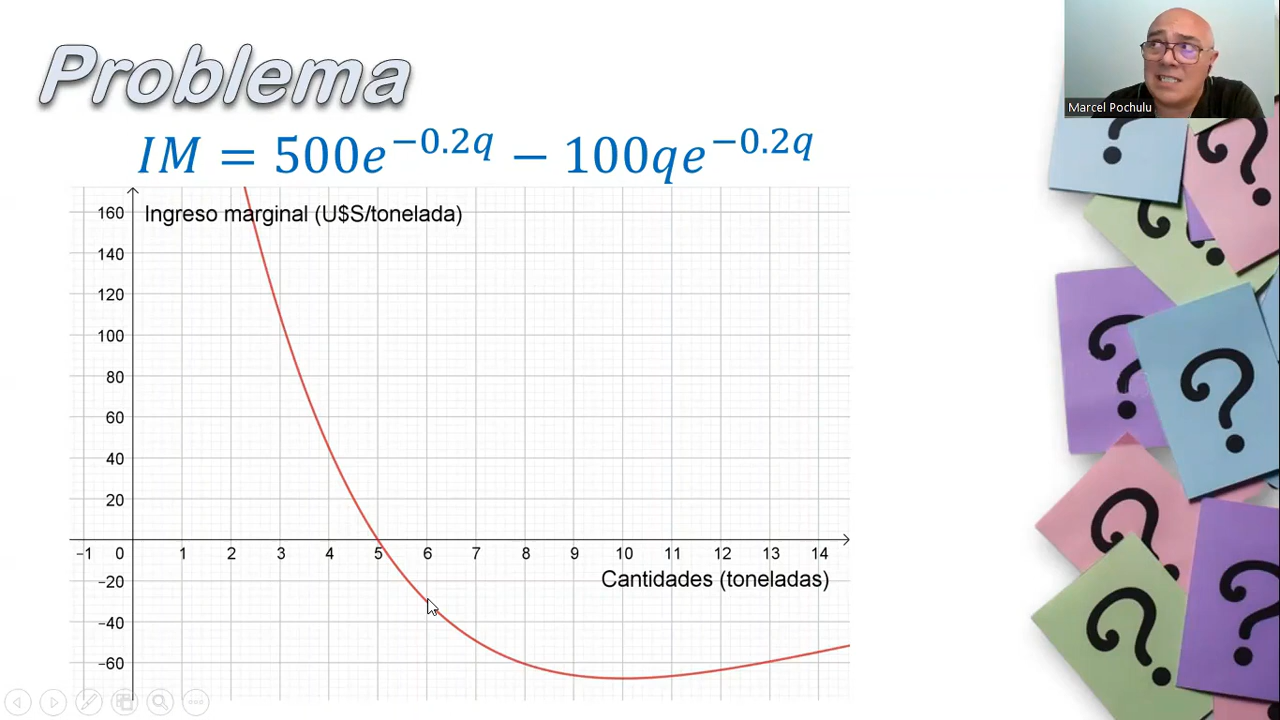 Problema
Marcel Pochulu
IM = 500e^{-0.2q} − 100qe^{-0.2q}
Ingreso marginal (U$S/tonelada)
160
140
120
100
80
60
40
20
−1 0 1 2 3 4 5 6 7 8 9 10 11 12 13 14
Cantidades (toneladas)
−20
−40
−60
? ? ? ? ? ? ? ? ?